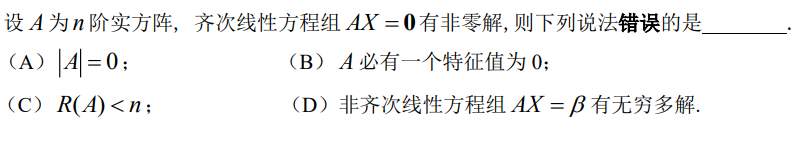 设 A 为 n 阶实方阵, 齐次线性方程组 AX = 0 有非零解, 则下列说法错误的是________.
(A) |A| = 0; (B) A 必有一个特征值为 0;
(C) R(A) < n; (D) 非齐次线性方程组 AX = β 有无穷多解.